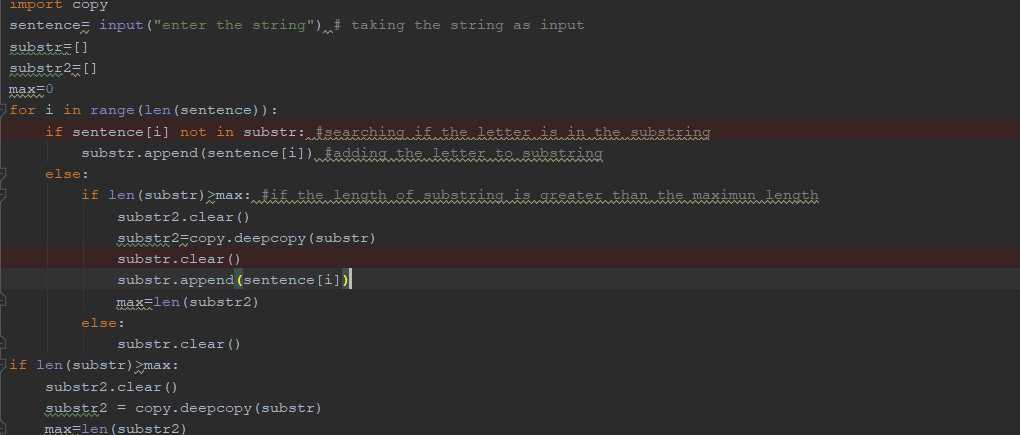 import copy
sentence= input("enter the string") # taking the string as input
substr=[]
substr2=[]
max=0
for i in range(len(sentence)):
    if sentence[i] not in substr: #searching if the letter is in the substring
        substr.append(sentence[i]) #adding the letter to substring
    else:
        if len(substr)>max: #if the length of substring is greater than the maximun length
            substr2.clear()
            substr2=copy.deepcopy(substr)
            substr.clear()
            substr.append(sentence[i])
            max=len(substr2)
        else:
            substr.clear()
if len(substr)>max:
    substr2.clear()
    substr2 = copy.deepcopy(substr)
    max=len(substr2)